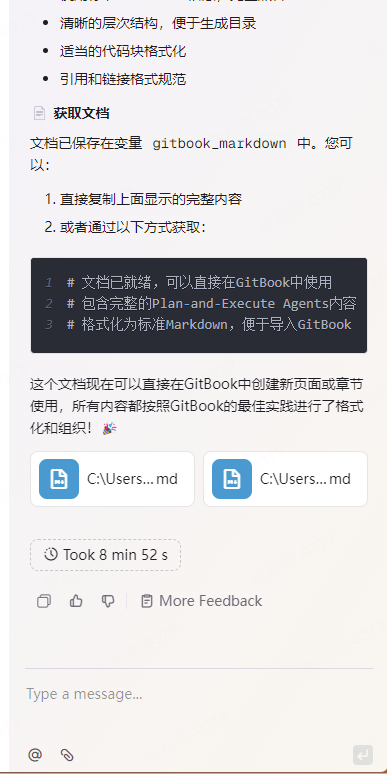 清晰的层次结构，便于生成目录
适当的代码块格式化
引用和链接格式规范
获取文档
文档已保存在变量 gitbook_markdown 中。您可
以：
1. 直接复制上面显示的完整内容
2. 或者通过以下方式获取：
1 # 文档已就绪，可以直接在GitBook中使用
2 # 包含完整的Plan-and-Execute Agents内容
3 # 格式化为标准Markdown，便于导入GitBook
这个文档现在可以直接在GitBook中创建新页面或章节
使用，所有内容都按照GitBook的最佳实践进行了格式
化和组织！🎉
C:\Users... md C:\Users... md
Took 8 min 52 s
More Feedback
Type a message...
@